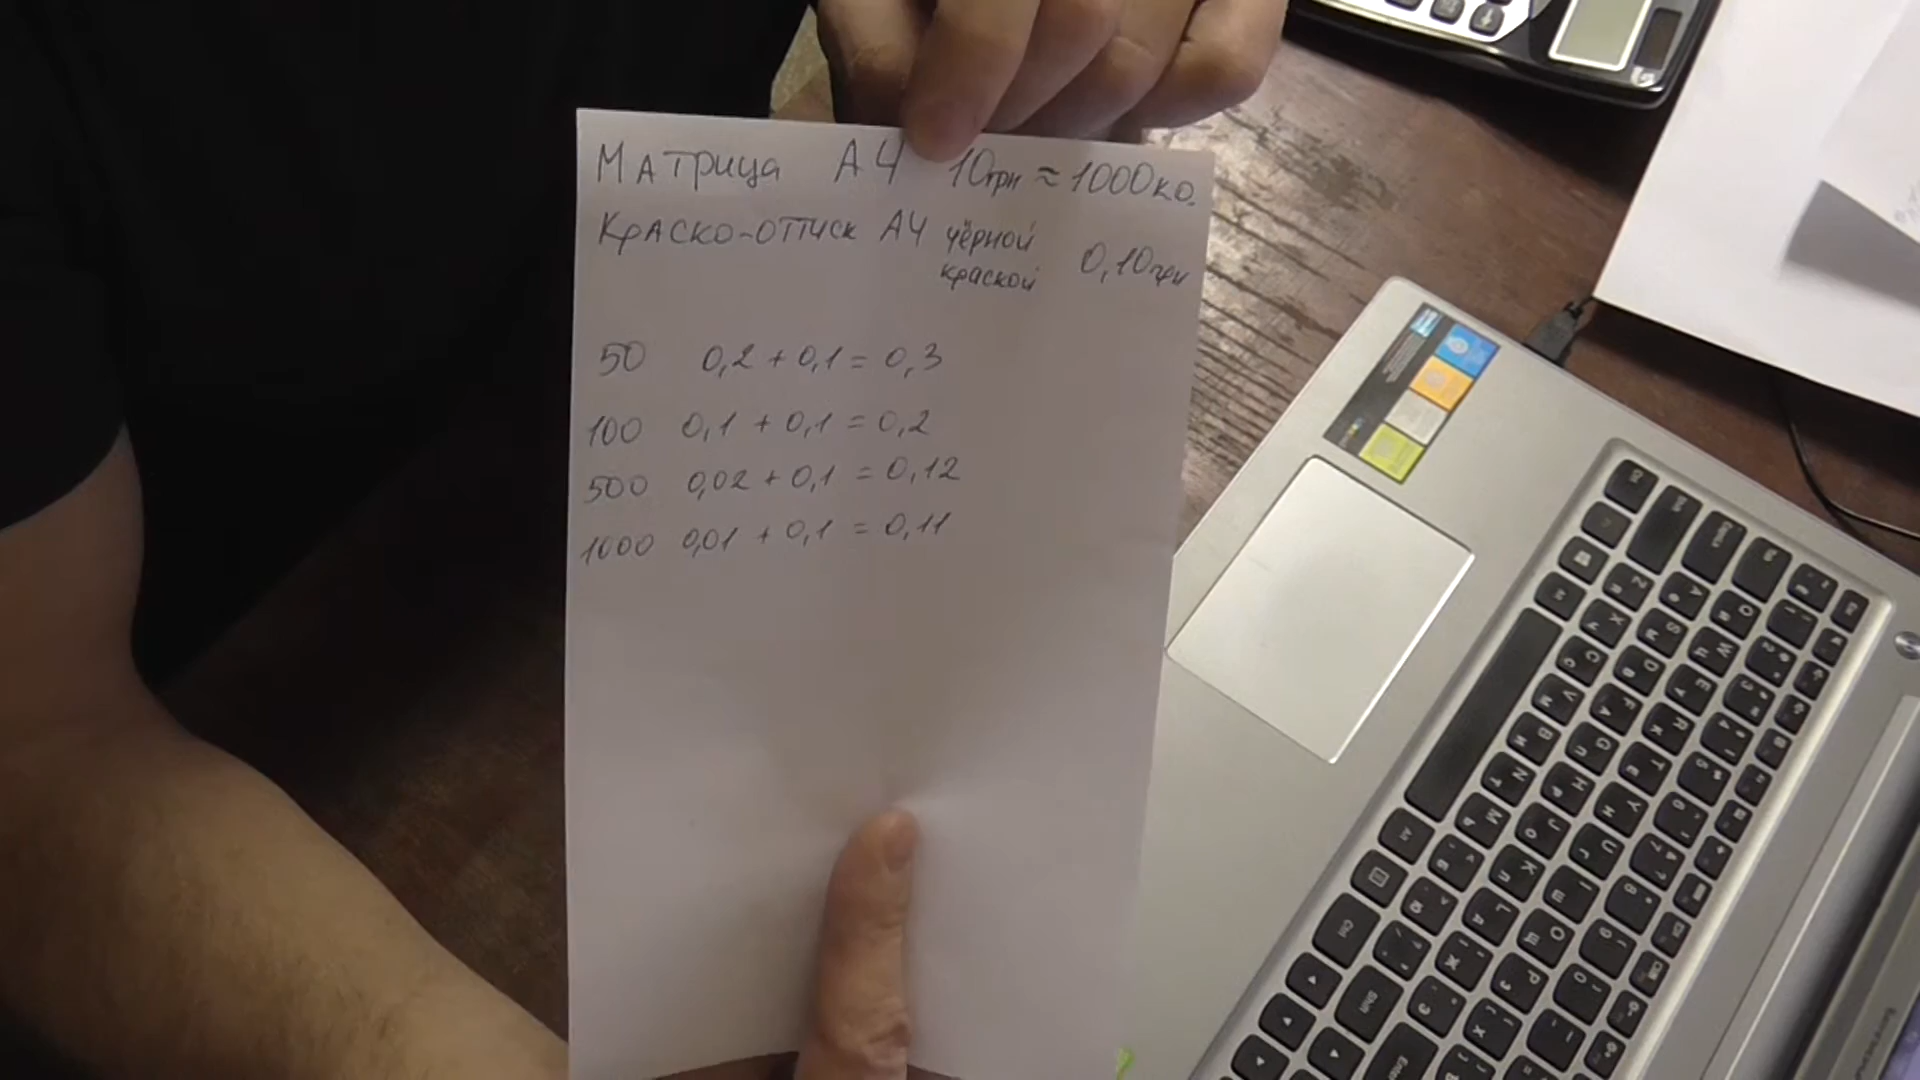 Матрица А4 10грн ≈ 1000ко.
Краско-оттиск А4 чёрной краской 0,10грн
50 0,2 + 0,1 = 0,3
100 0,1 + 0,1 = 0,2
500 0,02 + 0,1 = 0,12
1000 0,01 + 0,1 = 0,11